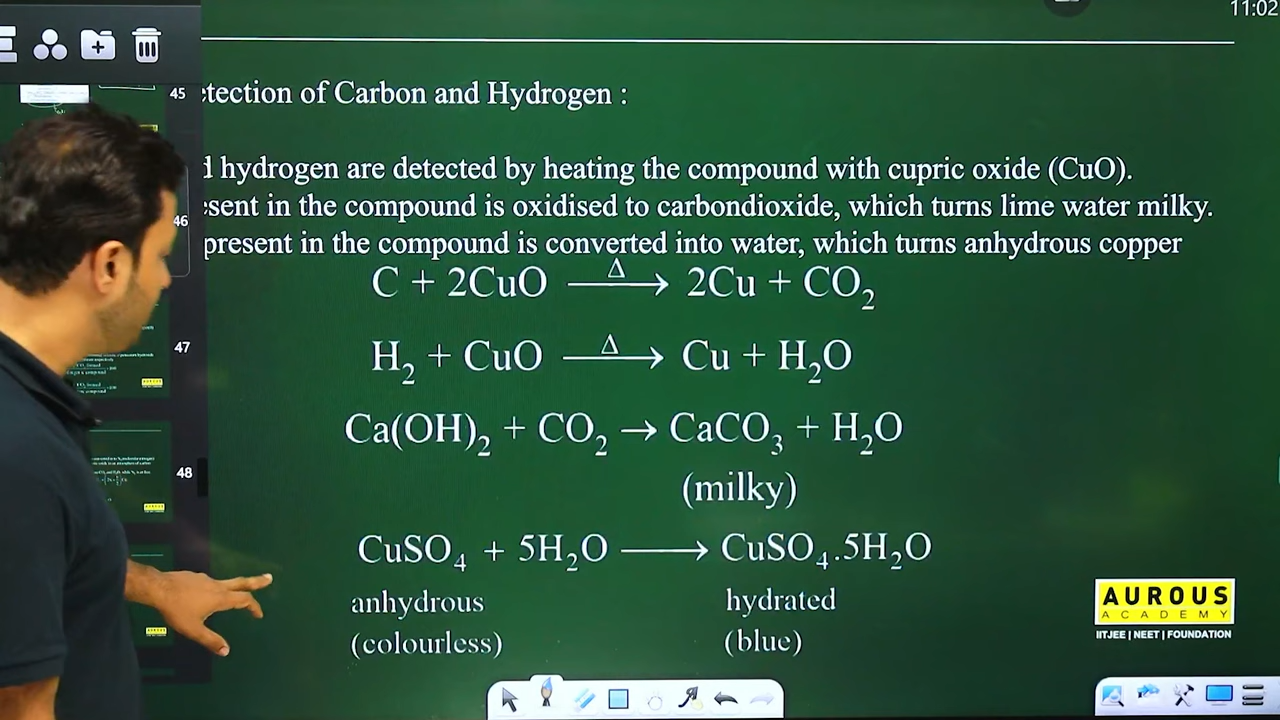 11:02
45
etection of Carbon and Hydrogen :
d hydrogen are detected by heating the compound with cupric oxide (CuO).
46
esent in the compound is oxidised to carbondioxide, which turns lime water milky.
present in the compound is converted into water, which turns anhydrous copper
C + 2CuO —Δ→ 2Cu + CO₂
47
H₂ + CuO —Δ→ Cu + H₂O
Ca(OH)₂ + CO₂ → CaCO₃ + H₂O
48
(milky)
CuSO₄ + 5H₂O ⟶ CuSO₄.5H₂O
anhydrous hydrated
(colourless) (blue)
AUROUS
ACADEMY
IITJEE | NEET | FOUNDATION